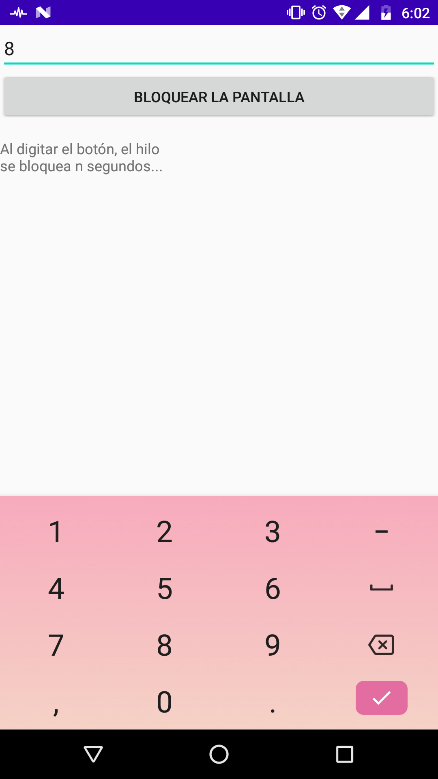 6:02
8
BLOQUEAR LA PANTALLA
Al digitar el botón, el hilo
se bloquea n segundos...
1 2 3 -
4 5 6
7 8 9
, 0 .